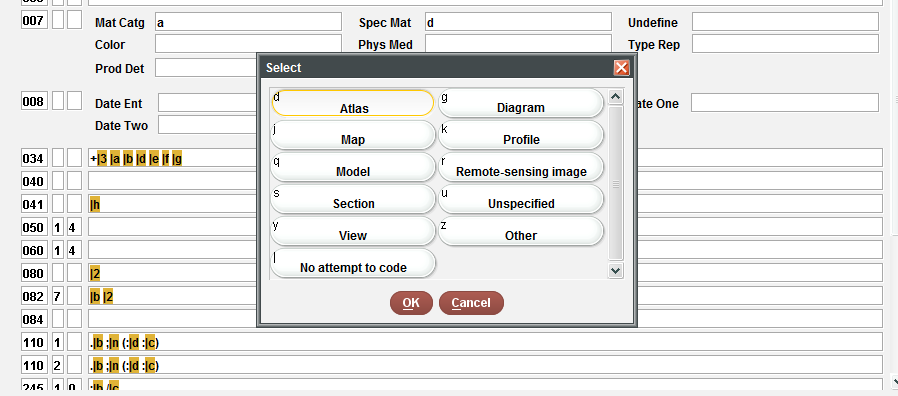 007 Mat Catg a Spec Mat d Undefine
Color Phys Med Type Rep
Prod Det
Select
d Atlas g Diagram
j Map k Profile
q Model r Remote-sensing image
s Section u Unspecified
y View z Other
| No attempt to code
OK Cancel
008 Date Ent ate One
Date Two
034 +|3 |a |b |d |e |f |g
040
041 |h
050 1 4
060 1 4
080 |2
082 7 |b |2
084
110 1 .|b ;|n (:|d :|c)
110 2 .|b ;|n (:|d :|c)
245 1 0 :|b /|c